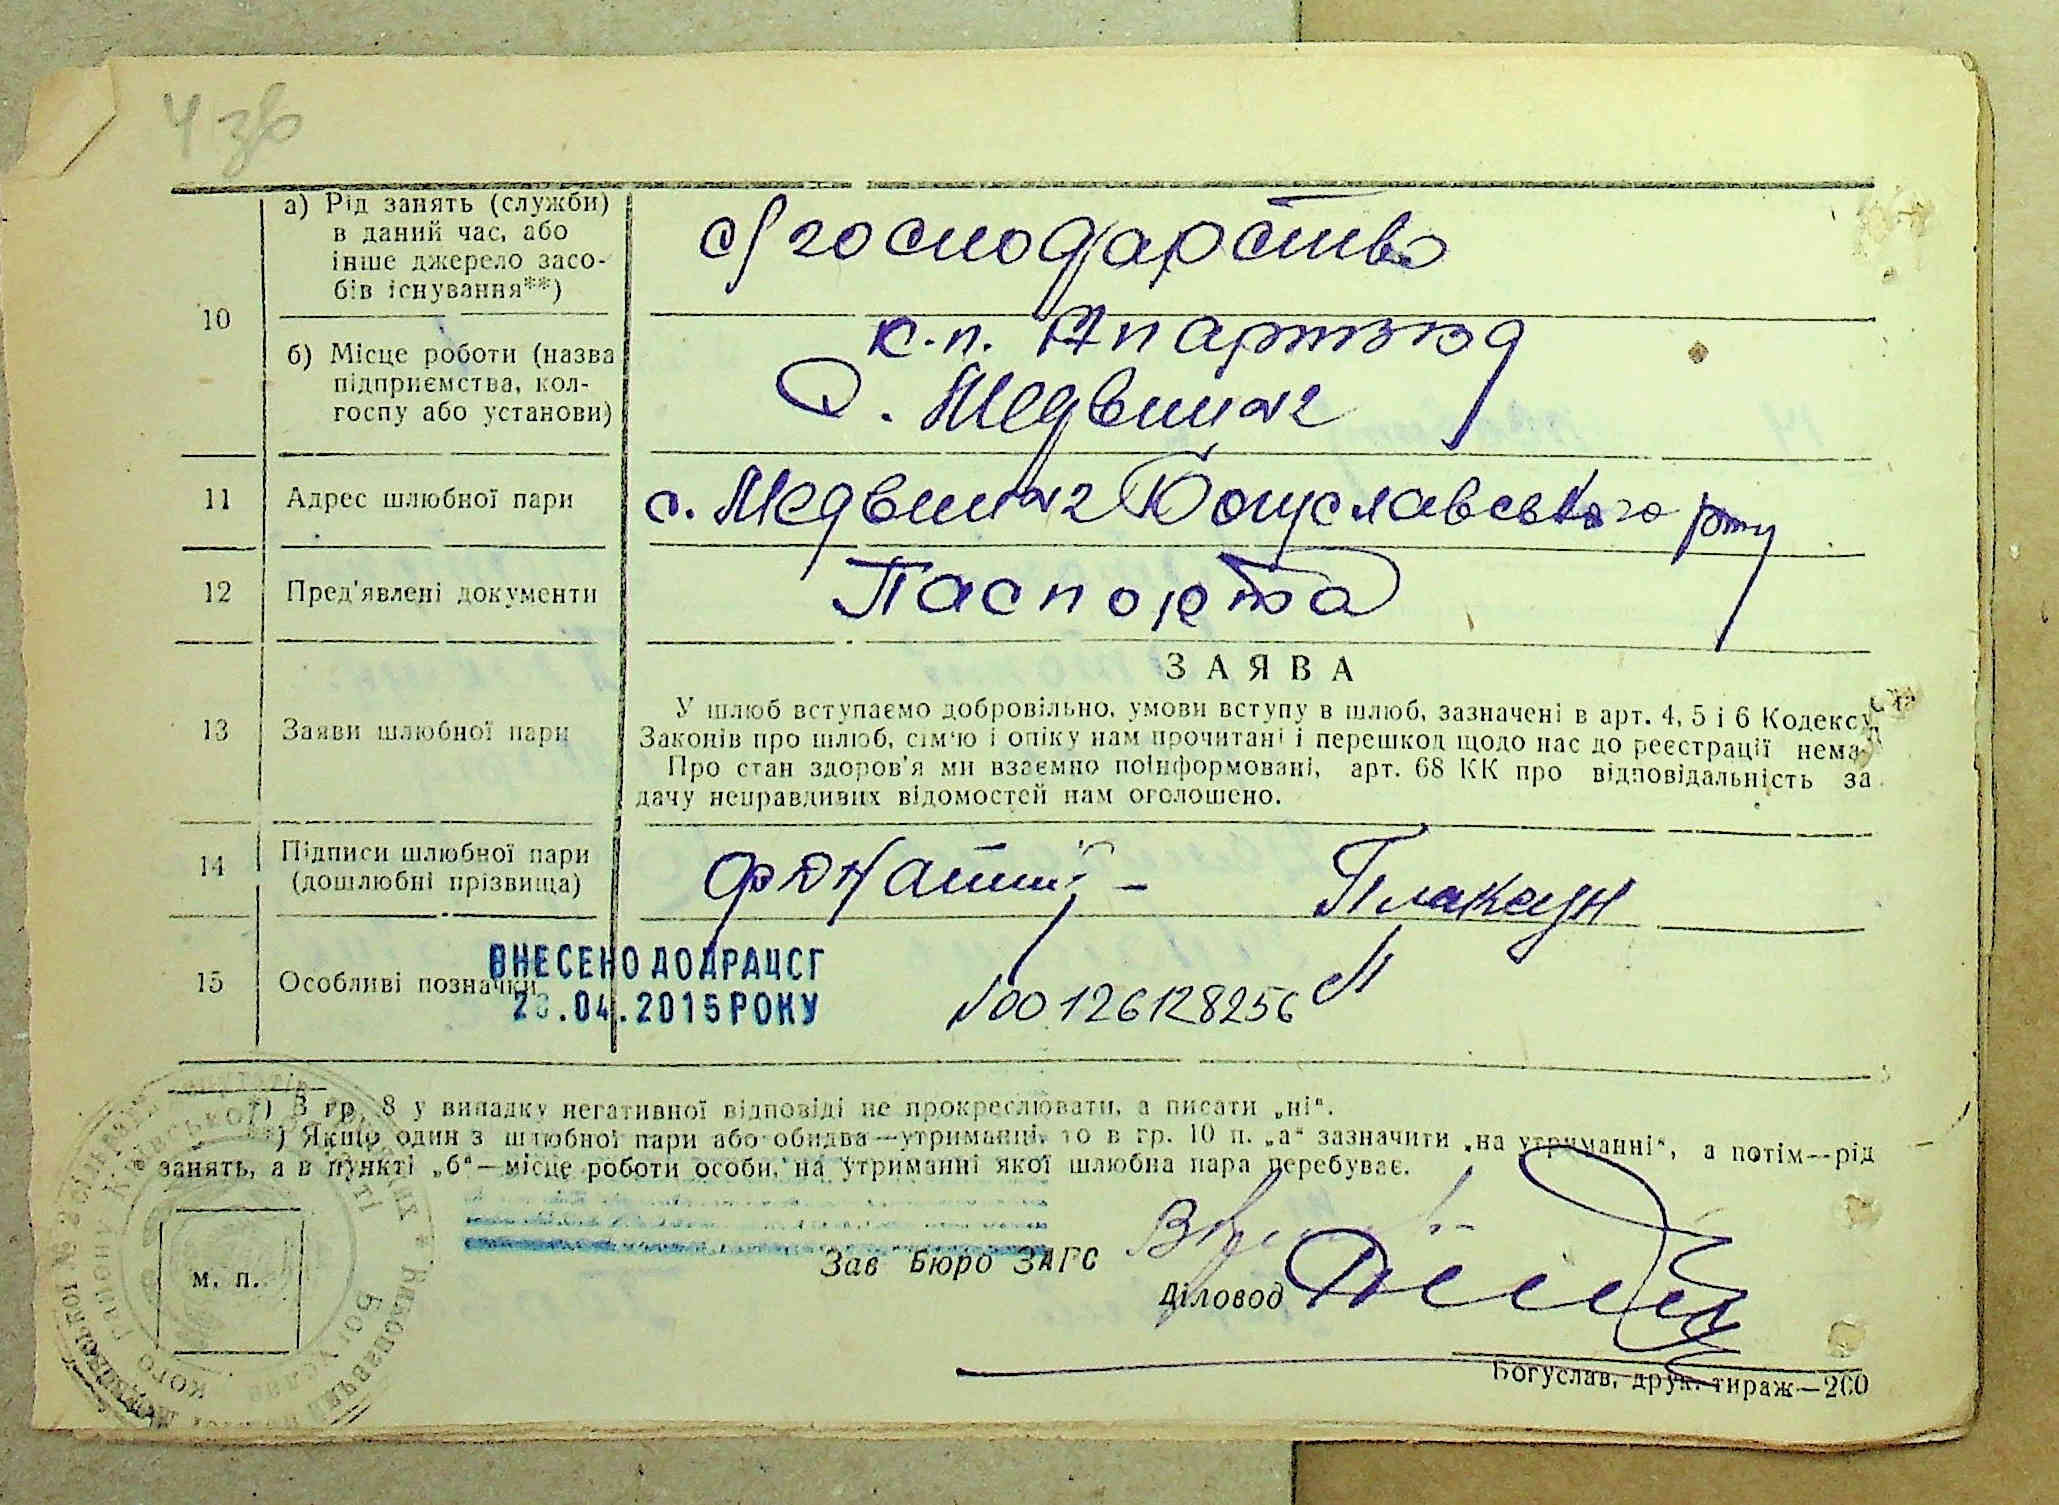 4 зв
10
а) Рід занять (служби)
в даний час, або
інше джерело засо-
бів існування**)
с/господарство
б) Місце роботи (назва
підприємства, кол-
госпу або установи)
к.п.
с. Медвин
11 Адрес шлюбної пари
с. Медвин Богуславського р-ну
12 Пред'явлені документи
Паспорта
13 Заяви шлюбної пари
ЗАЯВА
У шлюб вступаємо добровільно, умови вступу в шлюб, зазначені в арт. 4, 5 і 6 Кодексу
Законів про шлюб, сім'ю і опіку нам прочитані і перешкод щодо нас до реєстрації нема.
Про стан здоров'я ми взаємно поінформовані, арт. 68 КК про відповідальність за
дачу неправдивих відомостей нам оголошено.
14 Підписи шлюбної пари
(дошлюбні прізвища)
Плакаун
15 Особливі позначки
ВНЕСЕНО ДО ДРАЦСГ
.04.2015 РОКУ
№00126128256
*) В гр. 8 у випадку негативної відповіді не прокреслювати, а писати „ні“.
**) Якщо один з шлюбної пари або обидва—утриманці, то в гр. 10 п. „а“ зазначити „на утриманні“, а потім—рід
занять, а в пункті „б“—місце роботи особи, на утриманні якої шлюбна пара перебуває.
м. п.
Зав Бюро ЗАГС
Діловод
Богуслав, друк. тираж—200